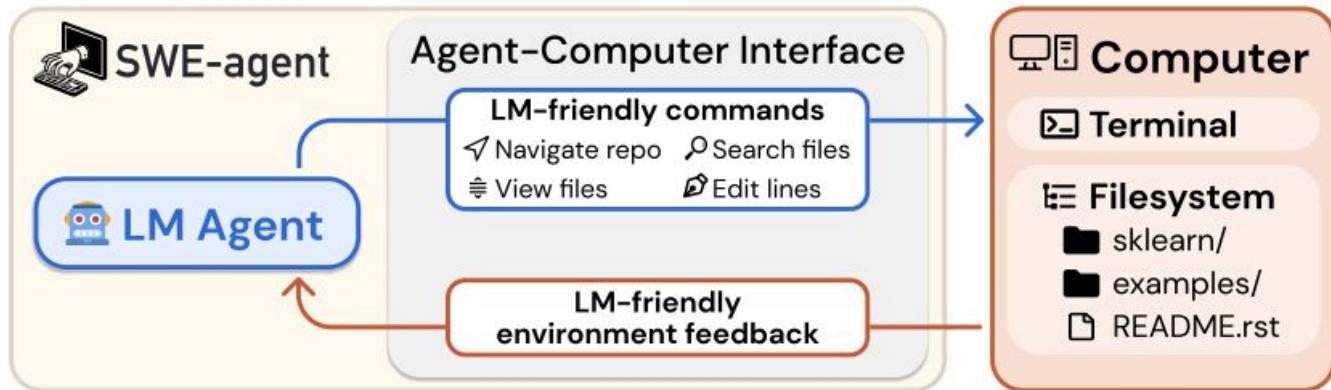 SWE-agent
Agent-Computer Interface
LM-friendly commands
Navigate repo Search files
View files Edit lines
LM Agent
LM-friendly
environment feedback
Computer
Terminal
Filesystem
sklearn/
examples/
README.rst